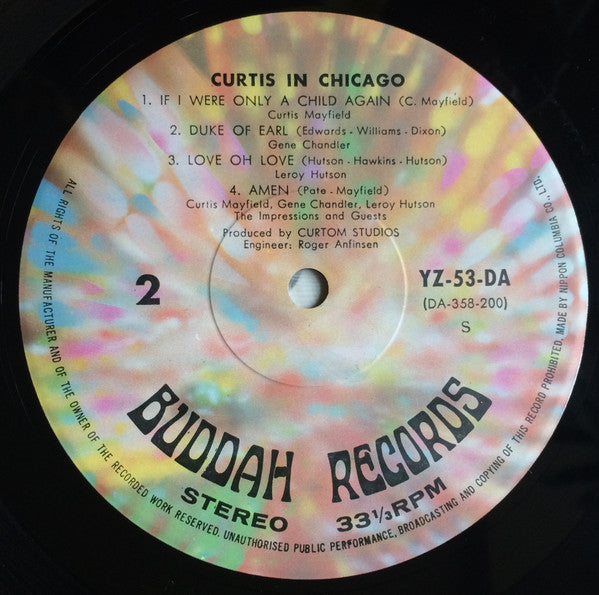 CURTIS IN CHICAGO
1. IF I WERE ONLY A CHILD AGAIN (C. Mayfield)
Curtis Mayfield
2. DUKE OF EARL (Edwards - Williams - Dixon)
Gene Chandler
3. LOVE OH LOVE (Hutson - Hawkins - Hutson)
Leroy Hutson
4. AMEN (Pate - Mayfield)
Curtis Mayfield, Gene Chandler, Leroy Hutson
The Impressions and Guests
Produced by CURTOM STUDIOS
Engineer: Roger Anfinsen
2
YZ-53-DA
(DA-358-200)
S
BUDDAH RECORDS
STEREO 33 1/3 RPM
ALL RIGHTS OF THE MANUFACTURER AND OF THE OWNER OF THE RECORDED WORK RESERVED. UNAUTHORISED PUBLIC PERFORMANCE, BROADCASTING AND COPYING OF THIS RECORD PROHIBITED. MADE BY NIPPON COLUMBIA CO., LTD.